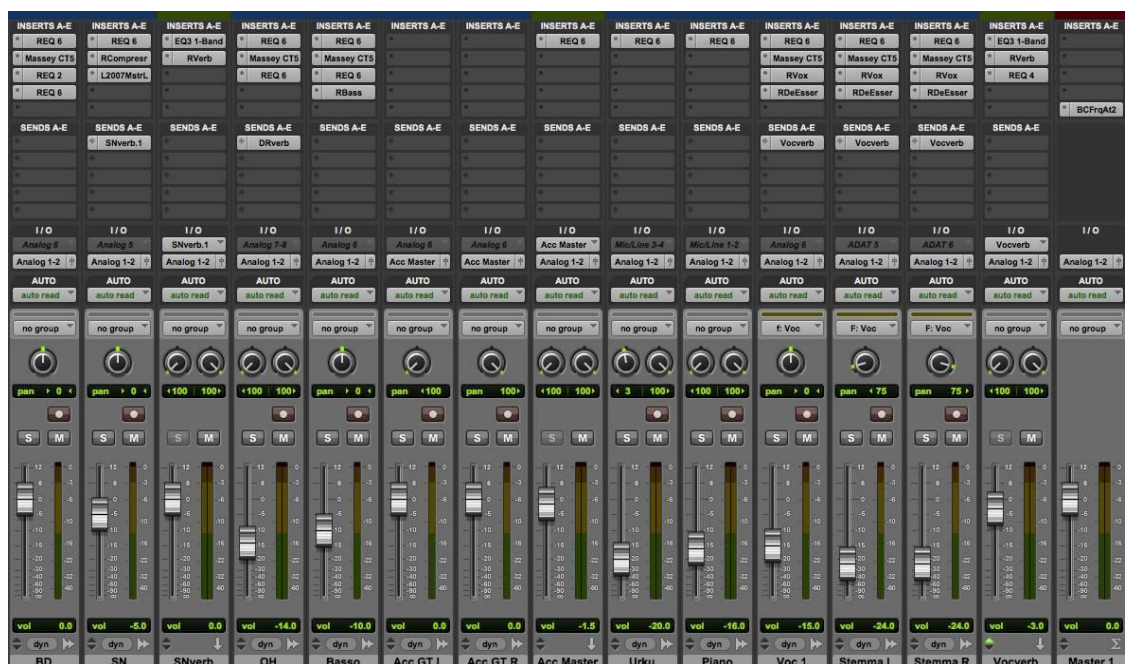 INSERTS A-E INSERTS A-E INSERTS A-E INSERTS A-E INSERTS A-E INSERTS A-E INSERTS A-E INSERTS A-E INSERTS A-E INSERTS A-E INSERTS A-E INSERTS A-E INSERTS A-E INSERTS A-E INSERTS A-E
REQ 6 REQ 6 EQ3 1-Band REQ 6 REQ 6 REQ 6 REQ 6 REQ 6 REQ 6 REQ 6 REQ 6 EQ3 1-Band
Massey CT5 RCompresr RVerb Massey CT5 Massey CT5 Massey CT5 Massey CT5 Massey CT5 RVerb
REQ 2 L2007MstrL REQ 6 REQ 6 RVox RVox RVox REQ 4
REQ 6 RBass RDeEsser RDeEsser RDeEsser
BCFrqAt2
SENDS A-E SENDS A-E SENDS A-E SENDS A-E SENDS A-E SENDS A-E SENDS A-E SENDS A-E SENDS A-E SENDS A-E SENDS A-E SENDS A-E SENDS A-E SENDS A-E
SNverb.1 DRverb Vocverb Vocverb Vocverb
I/O I/O I/O I/O I/O I/O I/O I/O I/O I/O I/O I/O I/O I/O I/O
Analog 6 Analog 5 SNverb.1 Analog 7-8 Analog 6 Analog 6 Analog 6 Acc Master Mic/Line 3-4 Mic/Line 1-2 Analog 6 ADAT 5 ADAT 6 Vocverb
Analog 1-2 Analog 1-2 Analog 1-2 Analog 1-2 Analog 1-2 Acc Master Acc Master Analog 1-2 Analog 1-2 Analog 1-2 Analog 1-2 Analog 1-2 Analog 1-2 Analog 1-2 Analog 1-2
AUTO AUTO AUTO AUTO AUTO AUTO AUTO AUTO AUTO AUTO AUTO AUTO AUTO AUTO AUTO
auto read auto read auto read auto read auto read auto read auto read auto read auto read auto read auto read auto read auto read auto read auto read
no group no group no group no group no group no group no group no group no group no group f: Voc F: Voc F: Voc no group no group
pan 0 pan 0 100 100 100 100 pan 0 pan 100 pan 100 100 100 3 100 100 100 pan 0 pan 75 pan 75 100 100
S M S M S M S M S M S M S M S M S M S M S M S M S M S M
vol 0.0 vol -5.0 vol 0.0 vol -14.0 vol -10.0 vol 0.0 vol 0.0 vol -1.5 vol -20.0 vol -16.0 vol -15.0 vol -24.0 vol -24.0 vol -3.0 vol 0.0
dyn dyn dyn dyn dyn dyn dyn dyn dyn dyn dyn Σ
BD SN SNverb OH Basso Acc GT L Acc GT R Acc Master Urku Piano Voc 1 Stemma L Stemma R Vocverb Master 1